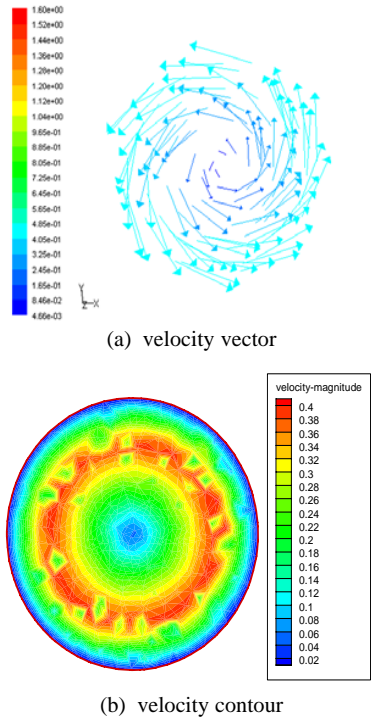 1.60e+00
1.52e+00
1.44e+00
1.36e+00
1.28e+00
1.20e+00
1.12e+00
1.04e+00
9.65e-01
8.85e-01
8.05e-01
7.25e-01
6.45e-01
5.65e-01
4.85e-01
4.05e-01
3.25e-01
2.45e-01
1.65e-01
8.46e-02
4.66e-03
Y
Z X
(a) velocity vector
velocity-magnitude
0.4
0.38
0.36
0.34
0.32
0.3
0.28
0.26
0.24
0.22
0.2
0.18
0.16
0.14
0.12
0.1
0.08
0.06
0.04
0.02
(b) velocity contour